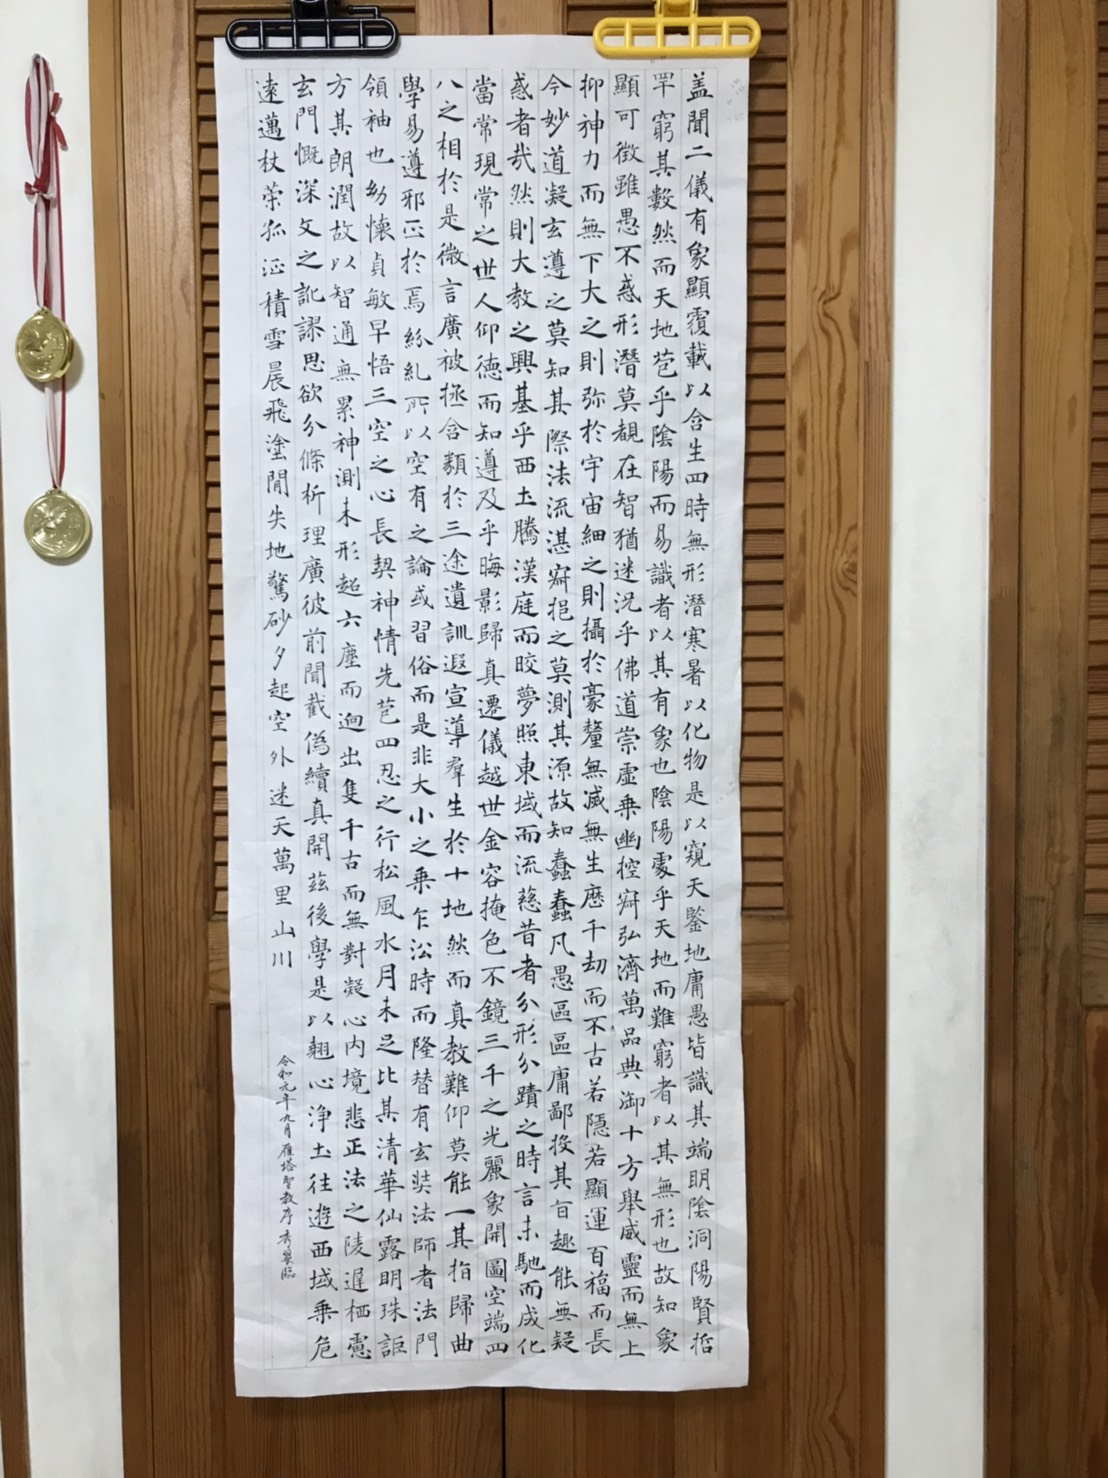 盖聞二儀有象顯覆載以含生四時無形潛寒暑以化物是以窺天鑒地庸愚皆識其端明陰洞陽賢哲
罕窮其數然而天地苞乎陰陽而易識者以其有象也陰陽處乎天地而難窮者以其無形也故知象
顯可徵雖愚不惑形潛莫覩在智猶迷況乎佛道崇虛乗幽控寂弘濟萬品典御十方舉威靈而無上
抑神力而無下大之則弥於宇宙細之則攝於豪釐無滅無生歷千劫而不古若隱若顯運百福而長
今妙道凝玄遵之莫知其際法流湛寂挹之莫測其源故知蠢蠢凡愚區區庸鄙投其旨趣能無疑
惑者㢤然則大教之興基乎西土騰漢庭而皎夢照東域而流慈昔者分形分蹟之時言未馳而成化
當常現常之世人仰德而知遵及乎晦影歸真遷儀越世金容掩色不鏡三千之光麗象開圖空端四
八之相於是微言廣被拯含類於三途遺訓遐宣導羣生於十地然而真教難仰莫能一其指歸曲
學易遵邪正於焉紛糺所以空有之論或習俗而是非大小之乗乍㳂時而隆替有玄奘法師者法門
領袖也幼懷貞敏早悟三空之心長契神情先苞四忍之行松風水月未足比其清華仙露明珠詎
方其朗潤故以智通無累神測未形超六塵而迥出隻千古而無對凝心內境悲正法之陵遲栖慮
玄門慨深文之訛謬思欲分條析理廣彼前聞截偽續真開兹後學是以翹心淨土往遊西域乗危
遠邁杖策孤征積雪晨飛塗閒失地驚砂夕起空外迷天萬里山川
令和元年九月雁塔聖教序秀翠臨